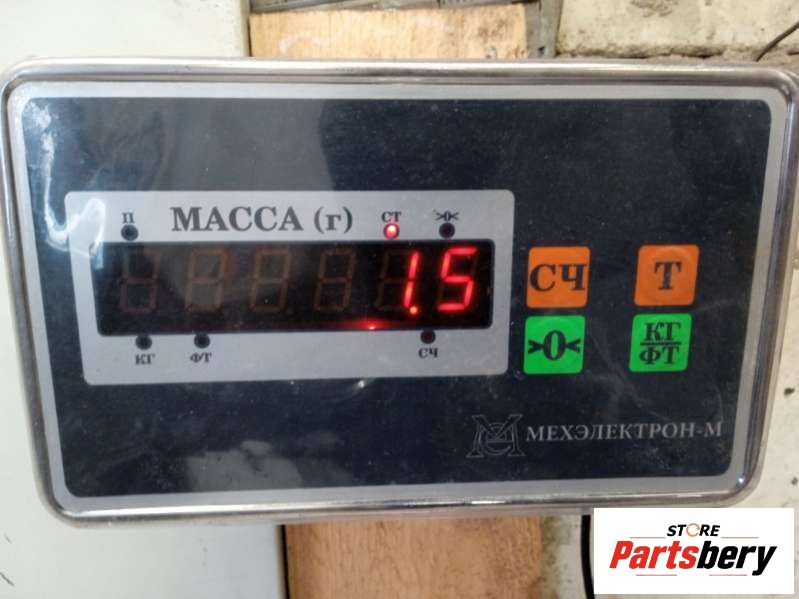 П МАССА (г) СТ >0<
1.5
КГ ФТ СЧ
СЧ Т
>0< КГ/ФТ
МЕХЭЛЕКТРОН-М
STORE
Partsbery